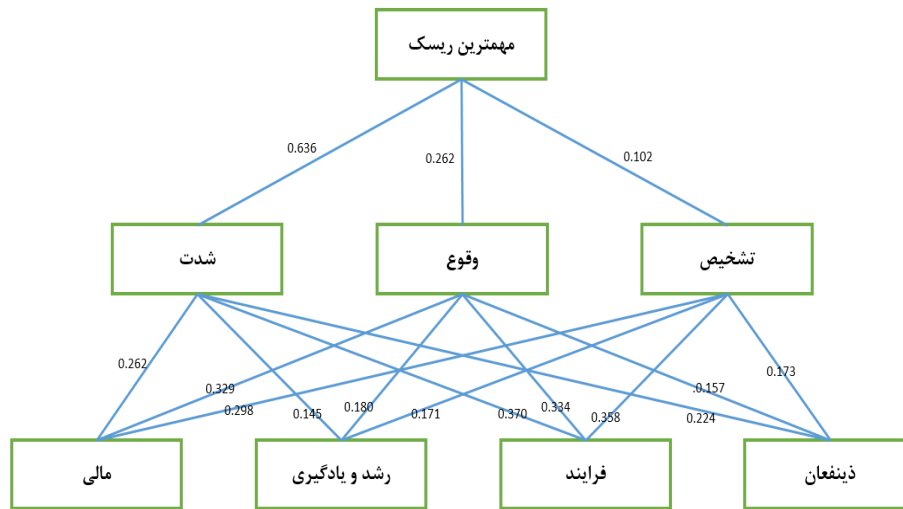 مهمترین ریسک
0.636
0.262
0.102
شدت
وقوع
تشخیص
0.262
0.329
0.298
0.145
0.180
0.171
0.370
0.334
0.358
0.224
0.157
0.173
مالی
رشد و یادگیری
فرایند
ذینفعان